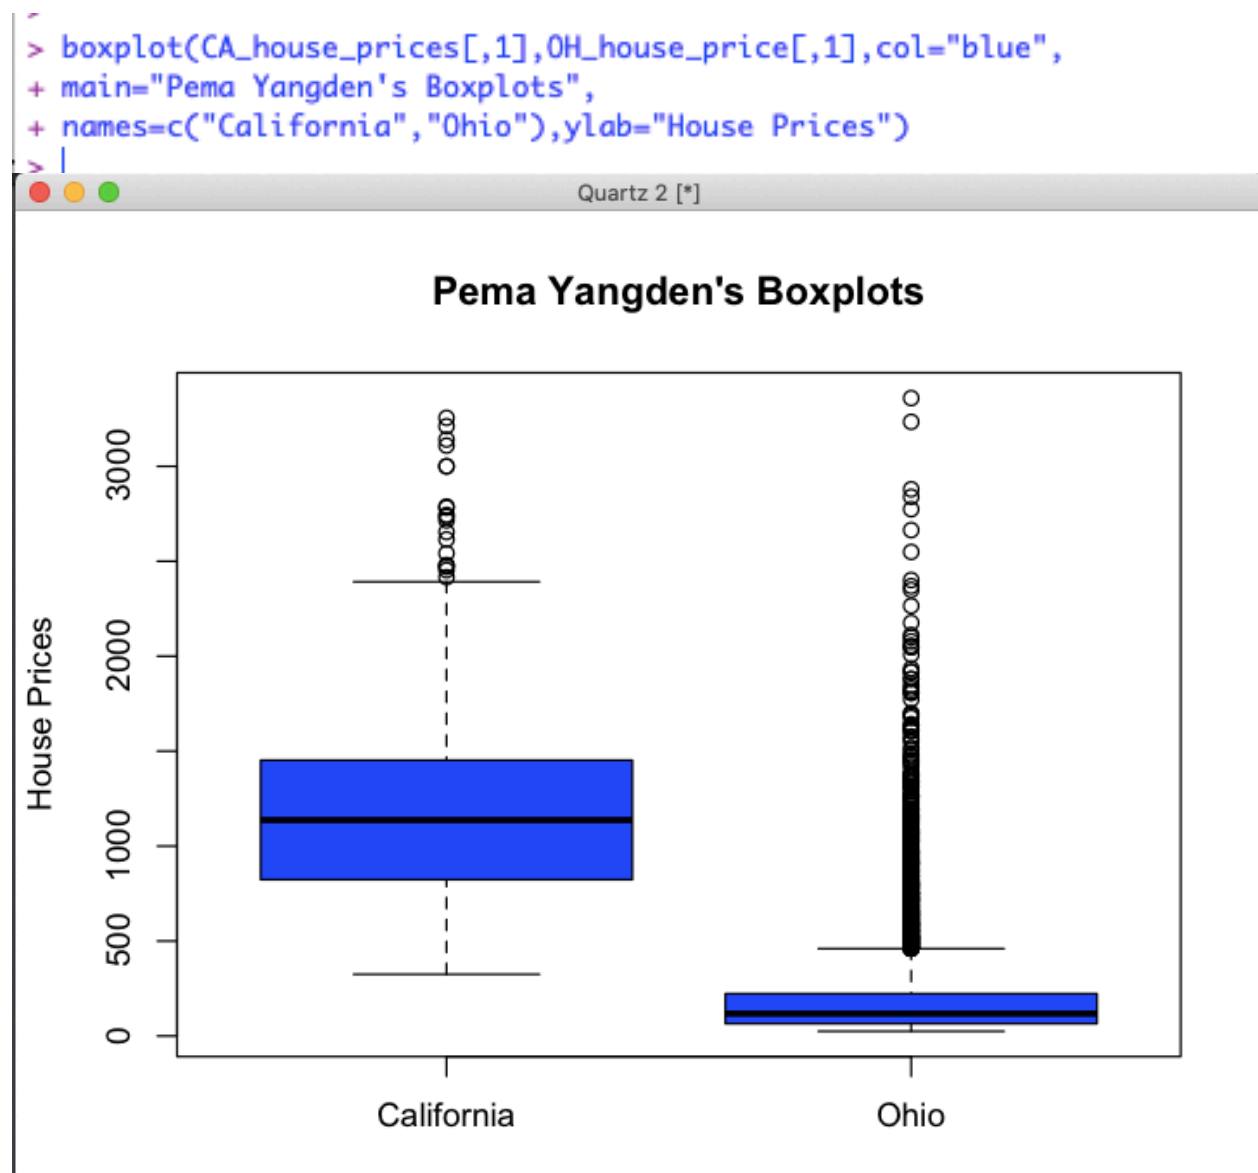 >
> boxplot(CA_house_prices[,1],OH_house_price[,1],col="blue",
+ main="Pema Yangden's Boxplots",
+ names=c("California","Ohio"),ylab="House Prices")
>
Quartz 2 [*]
Pema Yangden's Boxplots
House Prices
3000
2000
1000
500
0
California
Ohio